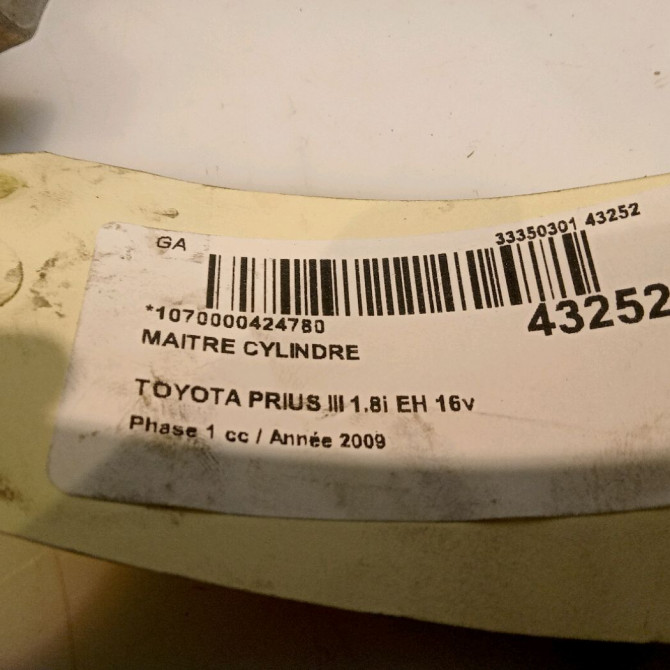 GA
33350301 43252
*1070000424780
43252
MAITRE CYLINDRE
TOYOTA PRIUS III 1.8i EH 16v
Phase 1 cc / Année 2009